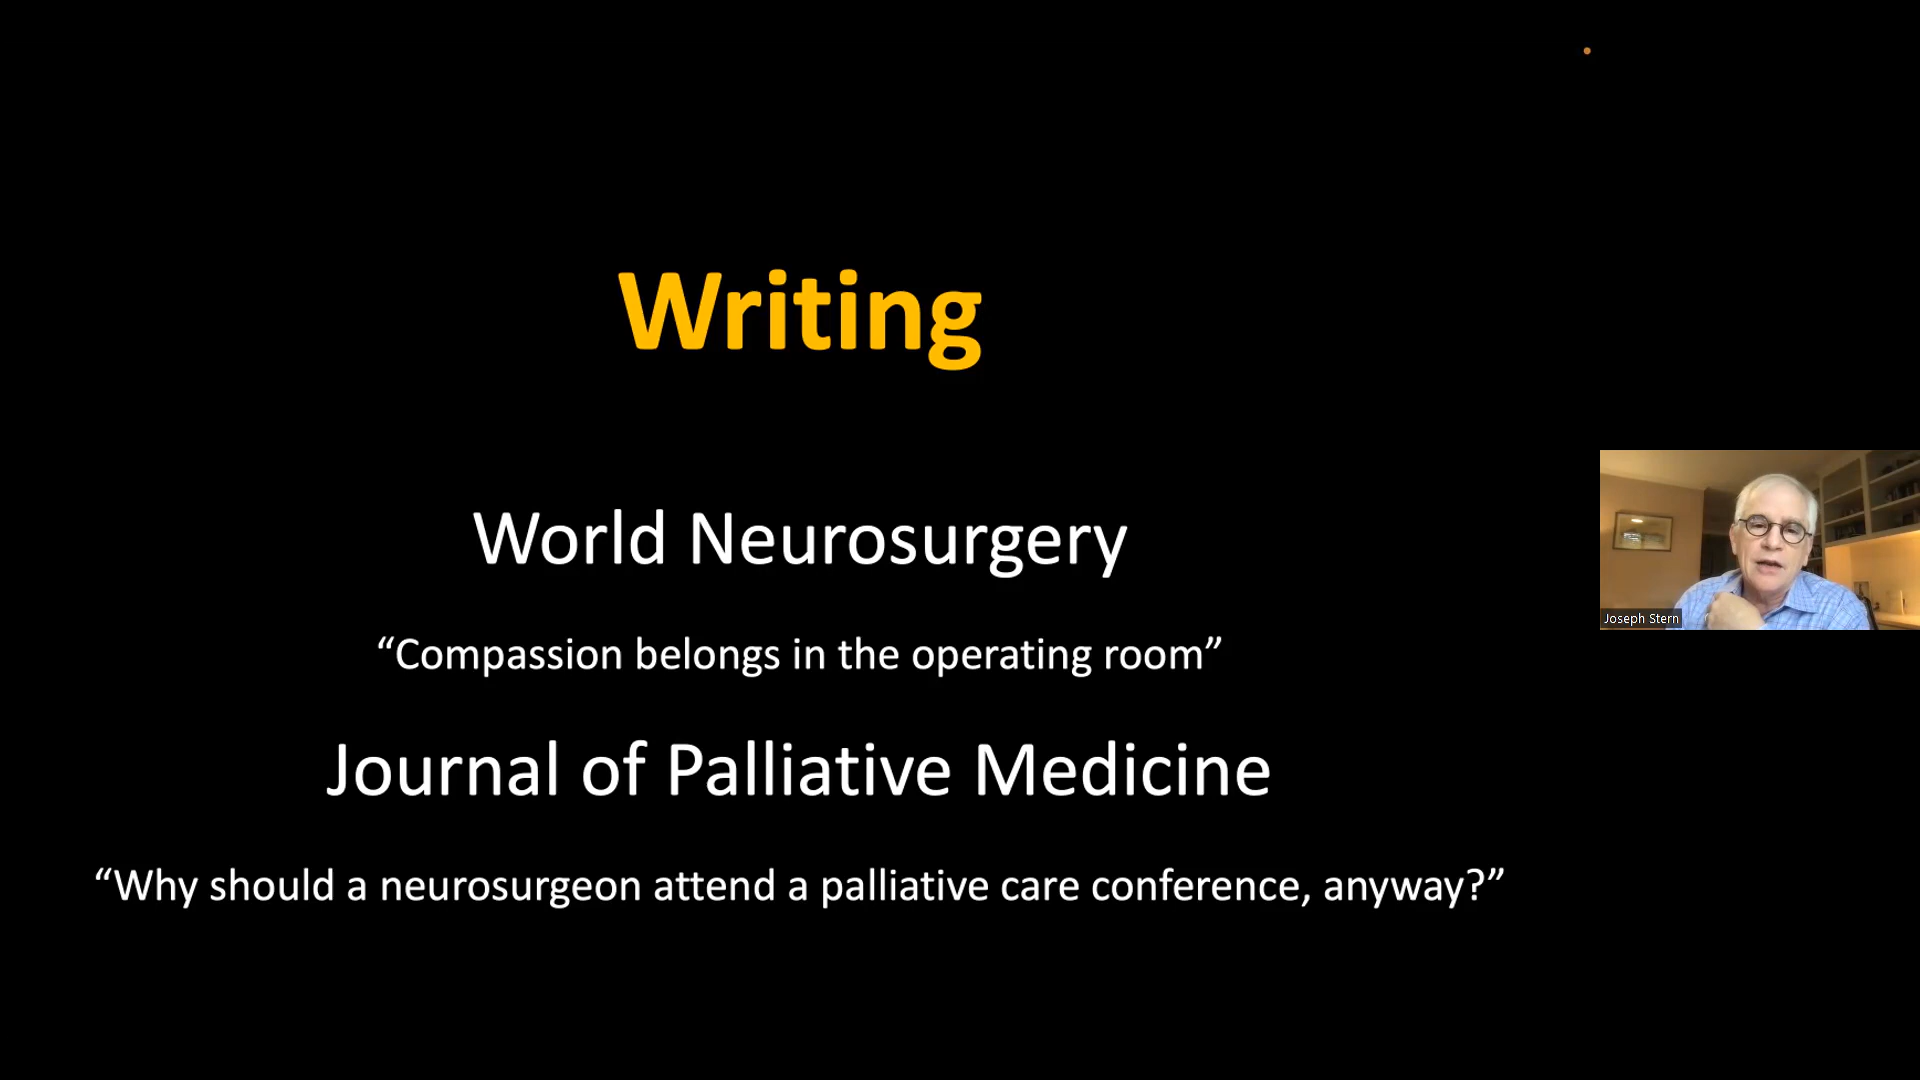 Writing
World Neurosurgery
“Compassion belongs in the operating room”
Journal of Palliative Medicine
“Why should a neurosurgeon attend a palliative care conference, anyway?”
Joseph Stern